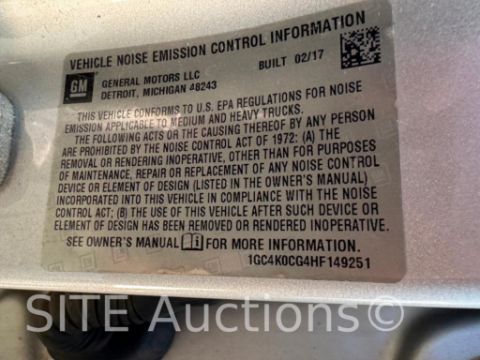 VEHICLE NOISE EMISSION CONTROL INFORMATION
GM
GENERAL MOTORS LLC
DETROIT, MICHIGAN 48243
BUILT 02/17
THIS VEHICLE CONFORMS TO U.S. EPA REGULATIONS FOR NOISE
EMISSION APPLICABLE TO MEDIUM AND HEAVY TRUCKS.
THE FOLLOWING ACTS OR THE CAUSING THEREOF BY ANY PERSON
ARE PROHIBITED BY THE NOISE CONTROL ACT OF 1972: (A) THE
REMOVAL OR RENDERING INOPERATIVE, OTHER THAN FOR PURPOSES
OF MAINTENANCE, REPAIR OR REPLACEMENT OF ANY NOISE CONTROL
DEVICE OR ELEMENT OF DESIGN (LISTED IN THE OWNER'S MANUAL)
INCORPORATED INTO THIS VEHICLE IN COMPLIANCE WITH THE NOISE
CONTROL ACT; (B) THE USE OF THIS VEHICLE AFTER SUCH DEVICE OR
ELEMENT OF DESIGN HAS BEEN REMOVED OR RENDERED INOPERATIVE.
SEE OWNER'S MANUAL FOR MORE INFORMATION.
1GC4K0CG4HF149251
SITE Auctions.com